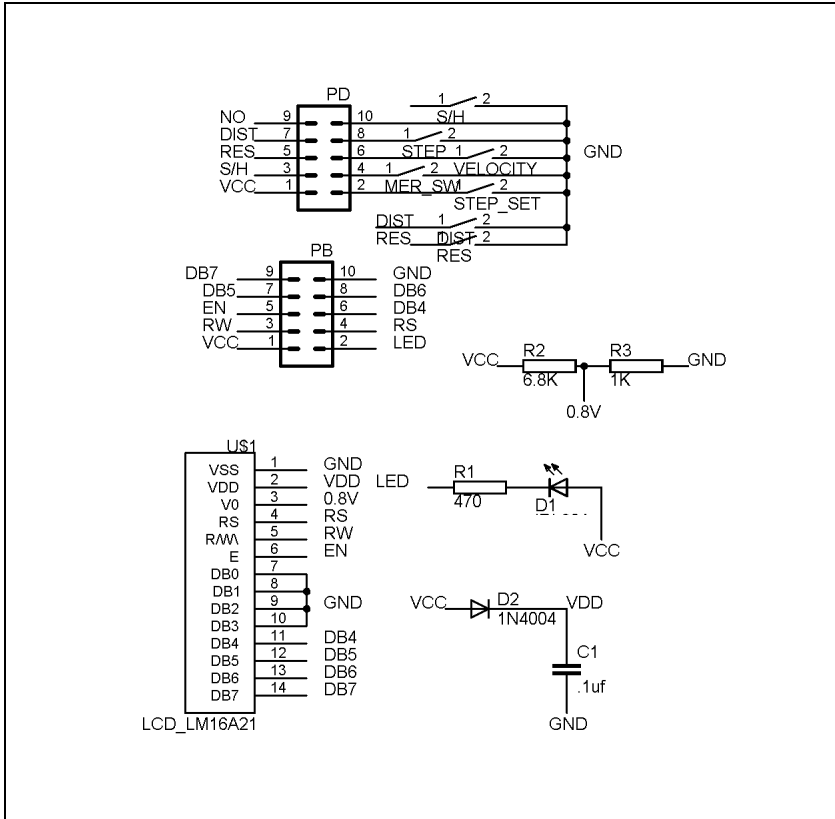 PD
1 2
S/H
NO 9 10
DIST 7 8 1 2
STEP
RES 5 6 1 2
VELOCITY
GND
S/H 3 4 1 2
MER_SW
VCC 1 2 1 2
STEP_SET
DIST 1 2
DIST
RES 1 2
RES
PB
DB7 9 10 GND
DB5 7 8 DB6
EN 5 6 DB4
RW 3 4 RS
VCC 1 2 LED
VCC R2 6.8K R3 1K GND
0.8V
U$1
VSS 1 GND
VDD 2 VDD
V0 3 0.8V
RS 4 RS
R/\W\ 5 RW
E 6 EN
DB0 7
DB1 8
DB2 9 GND
DB3 10
DB4 11 DB4
DB5 12 DB5
DB6 13 DB6
DB7 14 DB7
LCD_LM16A21
LED R1 470 D1
VCC
VCC D2 VDD
1N4004
C1
.1uf
GND